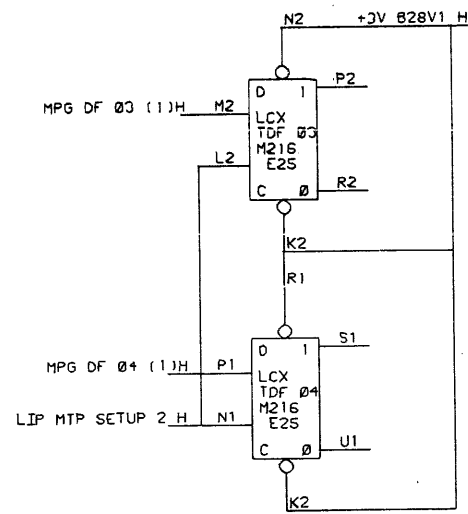 N2 +3V B28V1 H
D 1 P2
MPG DF 03 (1)H M2
LCX
TDF 03
M216
L2 E25
C 0 R2
K2
R1
D 1 S1
MPG DF 04 (1)H P1
LCX
TDF 04
M216
LIP MTP SETUP 2 H N1 E25
C 0 U1
K2